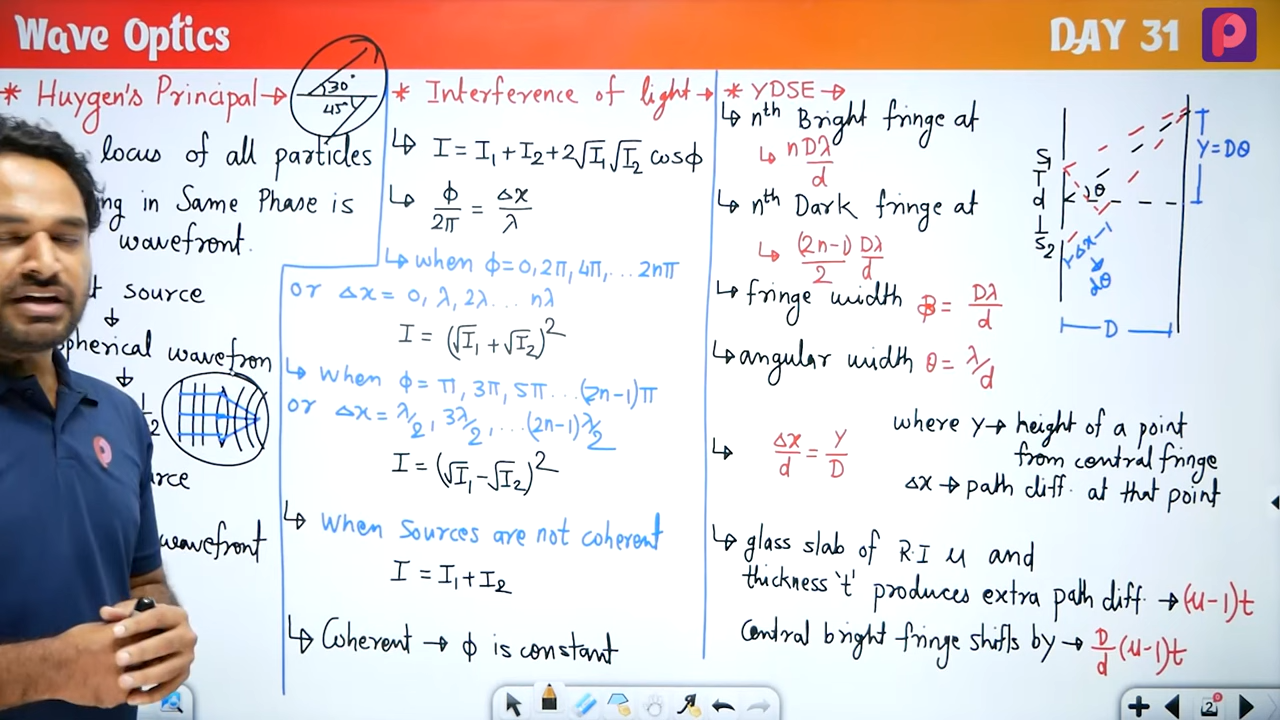 Wave Optics
DAY 31
* Huygen's Principal →
30°
45°
locus of all particles
ng in Same Phase is
wavefront.
t source
pherical wavefron
rce
wavefront
* Interference of light →
↳ I = I₁ + I₂ + 2√I₁ √I₂ cosϕ
↳ ϕ/2π = Δx/λ
↳ when ϕ = 0, 2π, 4π, ... 2nπ
or Δx = 0, λ, 2λ ... nλ
I = (√I₁ + √I₂)²
↳ when ϕ = π, 3π, 5π ... (2n-1)π
or Δx = λ/2, 3λ/2, ... (2n-1)λ/2
I = (√I₁ - √I₂)²
↳ When Sources are not coherent
I = I₁ + I₂
↳ Coherent → ϕ is constant
* YDSE →
↳ nth Bright fringe at
↳ nDλ/d
↳ nth Dark fringe at
↳ (2n-1)/2 Dλ/d
↳ fringe width β = Dλ/d
↳ angular width θ = λ/d
↳ Δx/d = Y/D
where Y → height of a point
from central fringe
Δx → path diff. at that point
↳ glass slab of R.I μ and
thickness 't' produces extra path diff. → (μ-1)t
Central bright fringe shifts by → D/d (μ-1)t
S₁
d
S₂
θ
Y = Dθ
Δx
dθ
D
2